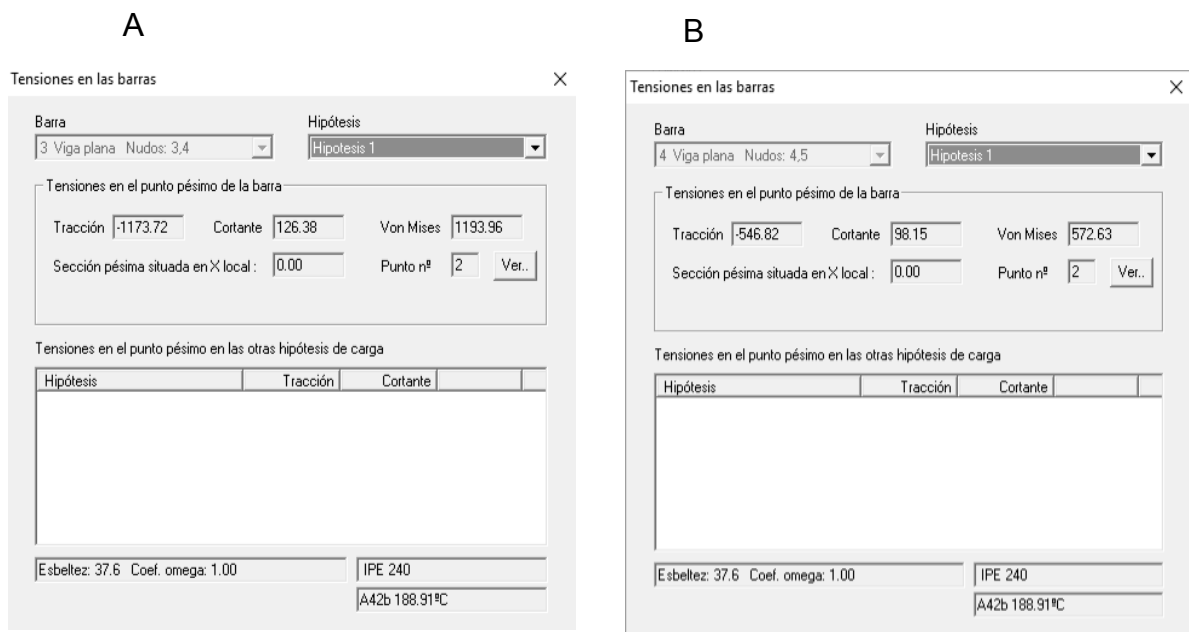 A
Tensiones en las barras
Barra
Hipótesis
3 Viga plana Nudos: 3,4
Hipotesis 1
Tensiones en el punto pésimo de la barra
Tracción -1173.72 Cortante 126.38 Von Mises 1193.96
Sección pésima situada en X local : 0.00 Punto nº 2 Ver..
Tensiones en el punto pésimo en las otras hipótesis de carga
Hipótesis Tracción Cortante
Esbeltez: 37.6 Coef. omega: 1.00 IPE 240
A42b 188.91ºC
B
Tensiones en las barras
Barra
Hipótesis
4 Viga plana Nudos: 4,5
Hipotesis 1
Tensiones en el punto pésimo de la barra
Tracción -546.82 Cortante 98.15 Von Mises 572.63
Sección pésima situada en X local : 0.00 Punto nº 2 Ver..
Tensiones en el punto pésimo en las otras hipótesis de carga
Hipótesis Tracción Cortante
Esbeltez: 37.6 Coef. omega: 1.00 IPE 240
A42b 188.91ºC